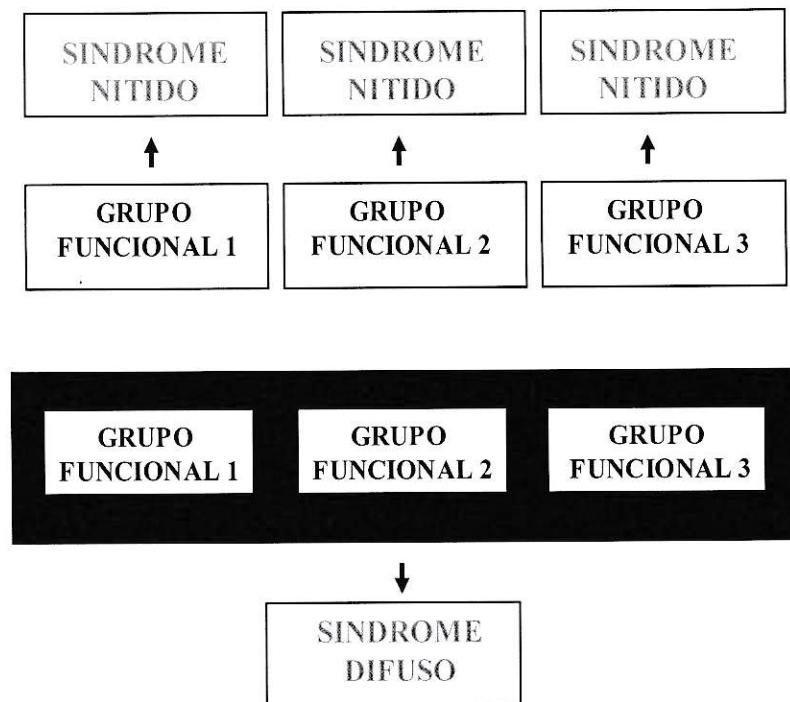 SINDROME
NITIDO
SINDROME
NITIDO
SINDROME
NITIDO
GRUPO
FUNCIONAL 1
GRUPO
FUNCIONAL 2
GRUPO
FUNCIONAL 3
GRUPO
FUNCIONAL 1
GRUPO
FUNCIONAL 2
GRUPO
FUNCIONAL 3
SINDROME
DIFUSO